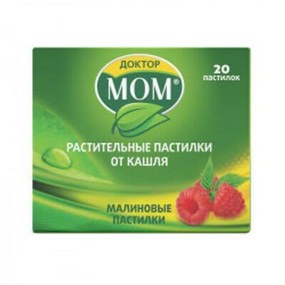 ДОКТОР
20
пастилок
МОМ®
РАСТИТЕЛЬНЫЕ ПАСТИЛКИ
ОТ КАШЛЯ
МАЛИНОВЫЕ
ПАСТИЛКИ